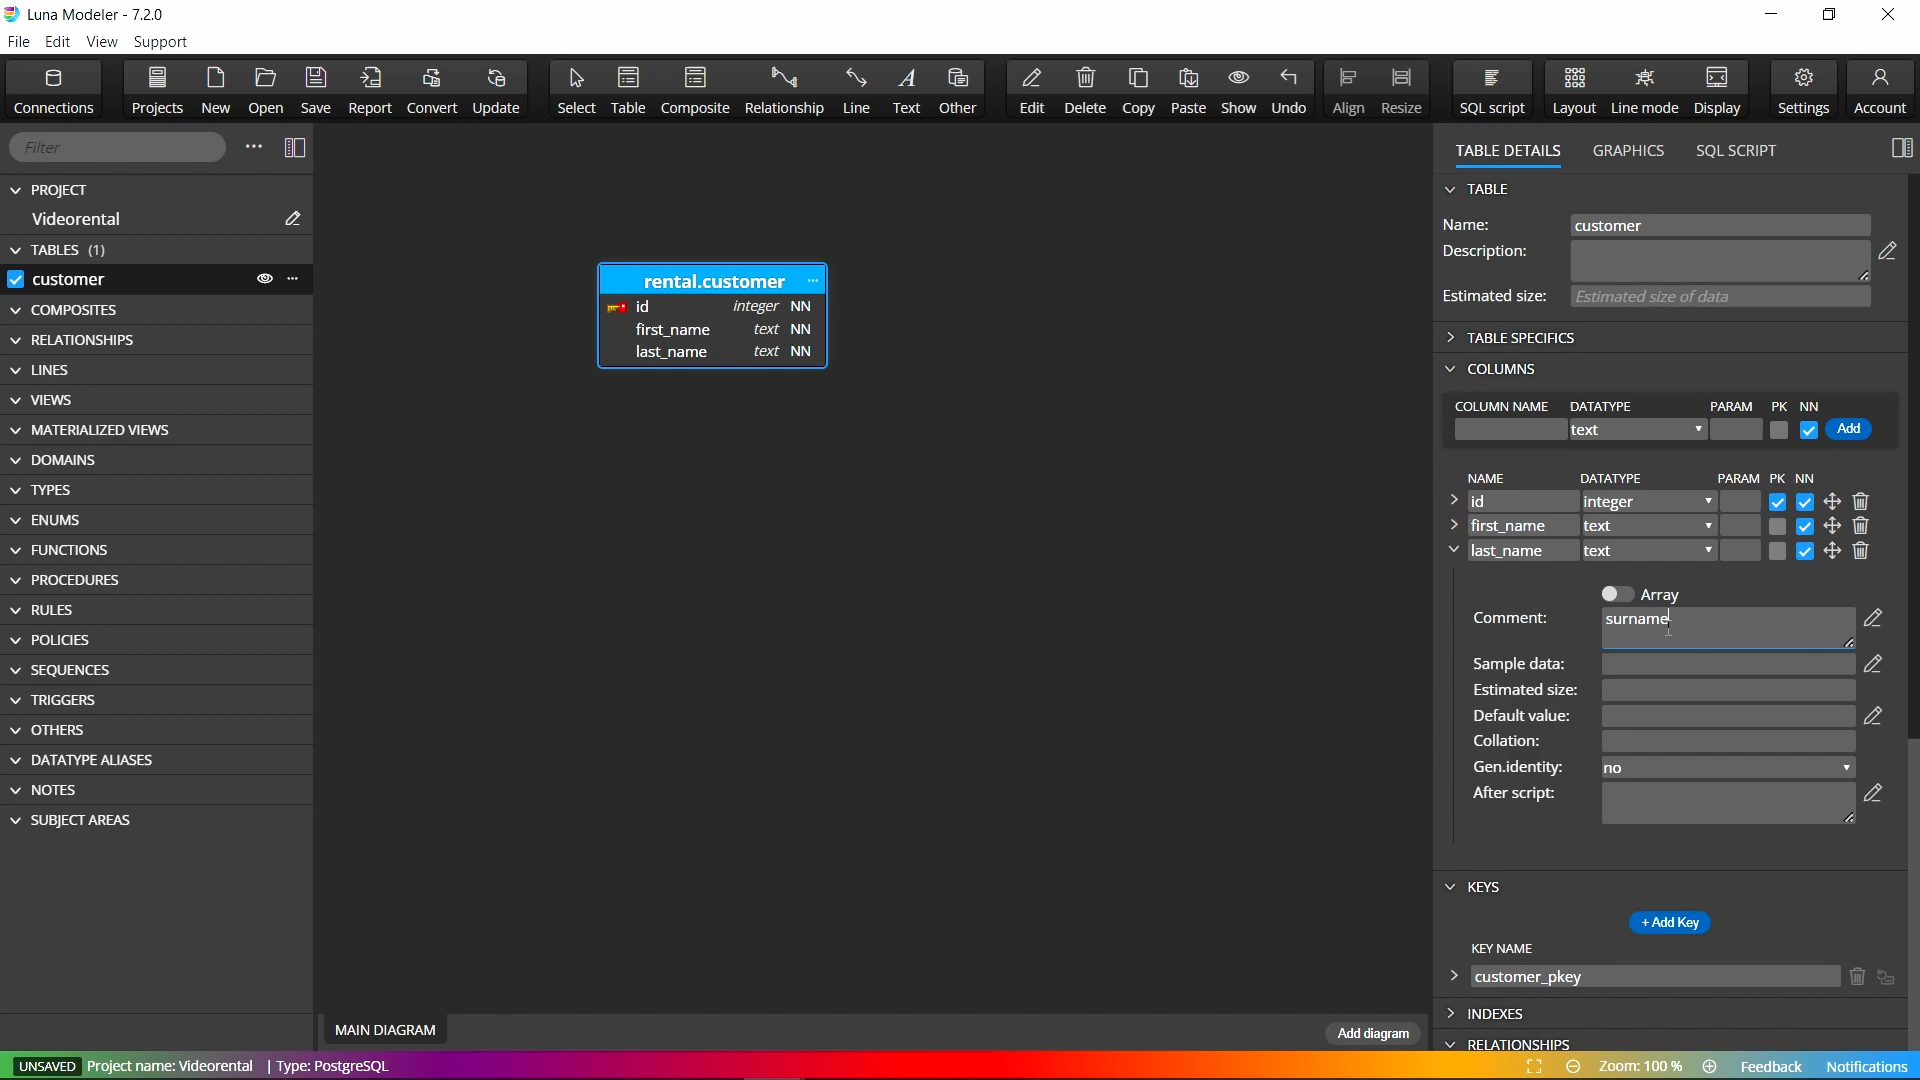 Luna Modeler - 7.2.0
File Edit View Support
Connections Projects New Open Save Report Convert Update Select Table Composite Relationship Line Text Other Edit Delete Copy Paste Show Undo Align Resize SQL script Layout Line mode Display Settings Account
Filter
PROJECT
Videorental
TABLES (1)
customer
COMPOSITES
RELATIONSHIPS
LINES
VIEWS
MATERIALIZED VIEWS
DOMAINS
TYPES
ENUMS
FUNCTIONS
PROCEDURES
RULES
POLICIES
SEQUENCES
TRIGGERS
OTHERS
DATATYPE ALIASES
NOTES
SUBJECT AREAS
rental.customer
id integer NN
first_name text NN
last_name text NN
MAIN DIAGRAM
Add diagram
TABLE DETAILS GRAPHICS SQL SCRIPT
TABLE
Name: customer
Description:
Estimated size: Estimated size of data
TABLE SPECIFICS
COLUMNS
COLUMN NAME DATATYPE PARAM PK NN
text Add
NAME DATATYPE PARAM PK NN
id integer
first_name text
last_name text
Array
Comment: surname
Sample data:
Estimated size:
Default value:
Collation:
Gen.identity: no
After script:
KEYS
+ Add Key
KEY NAME
customer_pkey
INDEXES
RELATIONSHIPS
UNSAVED Project name: Videorental | Type: PostgreSQL Zoom: 100 % Feedback Notifications